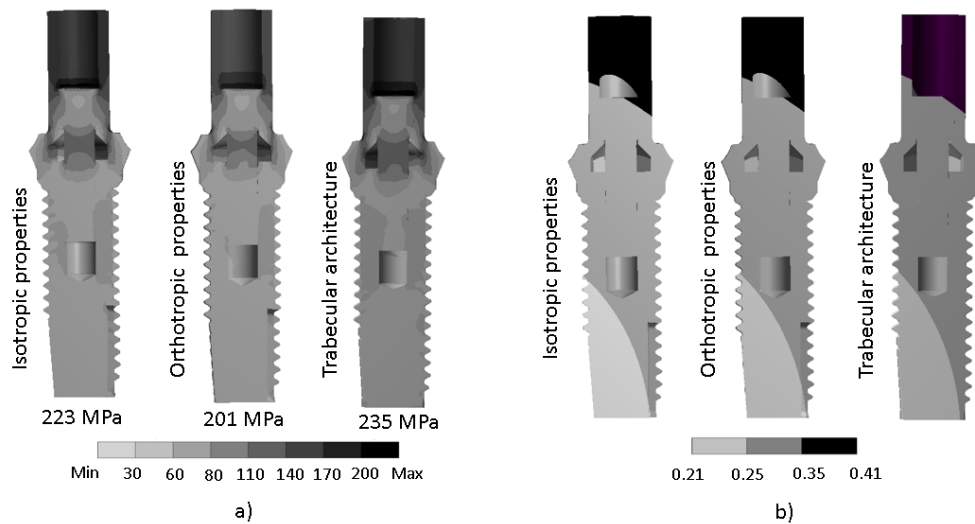 Isotropic properties
Orthotropic properties
Trabecular architecture
223 MPa
201 MPa
235 MPa
Min 30 60 80 110 140 170 200 Max
a)
Isotropic properties
Orthotropic properties
Trabecular architecture
0.21 0.25 0.35 0.41
b)